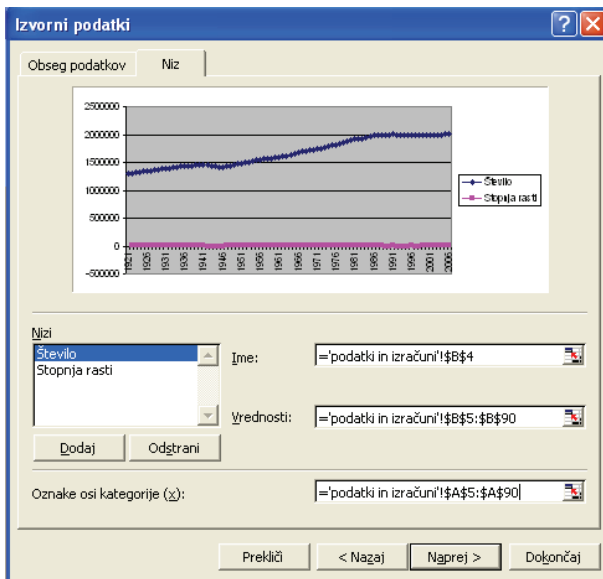 Izvorni podatki
Obseg podatkov Niz
2500000
2000000
1500000
1000000
500000
0
-500000
1921 1926 1931 1936 1941 1946 1951 1956 1961 1966 1971 1976 1981 1986 1991 1996 2001 2006
Število
Stopnja rasti
Nizi
Število
Stopnja rasti
Ime: ='podatki in izračuni'!$B$4
Vrednosti: ='podatki in izračuni'!$B$5:$B$90
Dodaj Odstrani
Oznake osi kategorije (x): ='podatki in izračuni'!$A$5:$A$90
Prekliči < Nazaj Naprej > Dokončaj